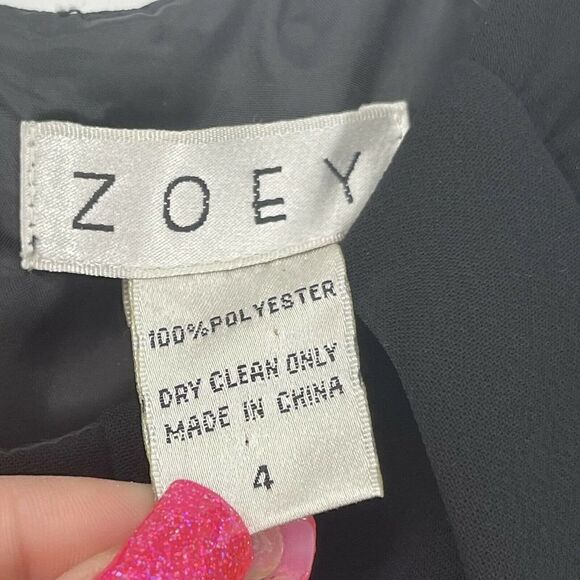 ZOEY
100% POLYESTER
DRY CLEAN ONLY
MADE IN CHINA
4